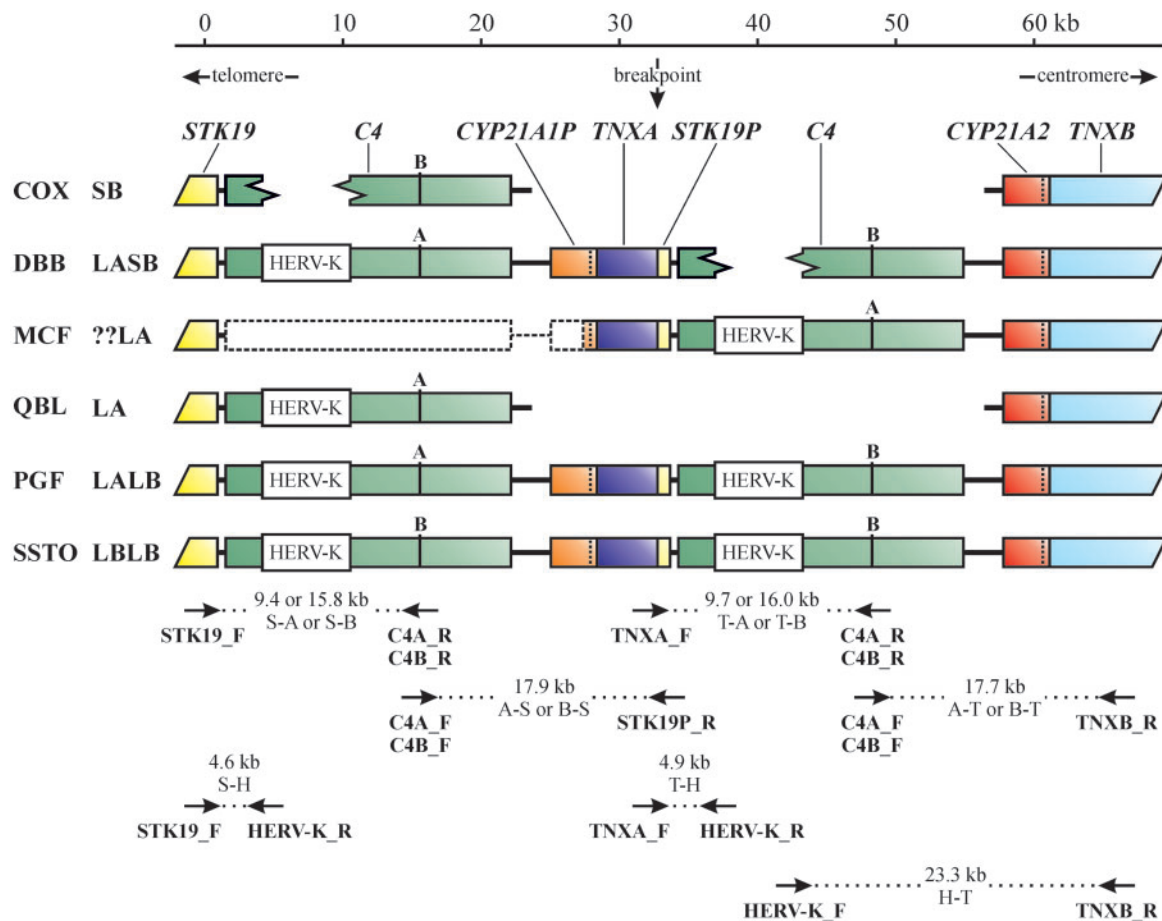 0 10 20 30 40 50 60 kb
telomere breakpoint centromere
STK19 C4 CYP21A1P TNXA STK19P C4 CYP21A2 TNXB
B
COX SB
A B
DBB LASB HERV-K
A
MCF ??LA HERV-K
A
QBL LA HERV-K
A B
PGF LALB HERV-K HERV-K
B B
SSTO LBLB HERV-K HERV-K
9.4 or 15.8 kb 9.7 or 16.0 kb
S-A or S-B T-A or T-B
STK19_F C4A_R TNXA_F C4A_R
C4B_R C4B_R
17.9 kb 17.7 kb
A-S or B-S A-T or B-T
C4A_F STK19P_R C4A_F TNXB_R
C4B_F C4B_F
4.6 kb 4.9 kb
S-H T-H
STK19_F HERV-K_R TNXA_F HERV-K_R
23.3 kb
H-T
HERV-K_F TNXB_R